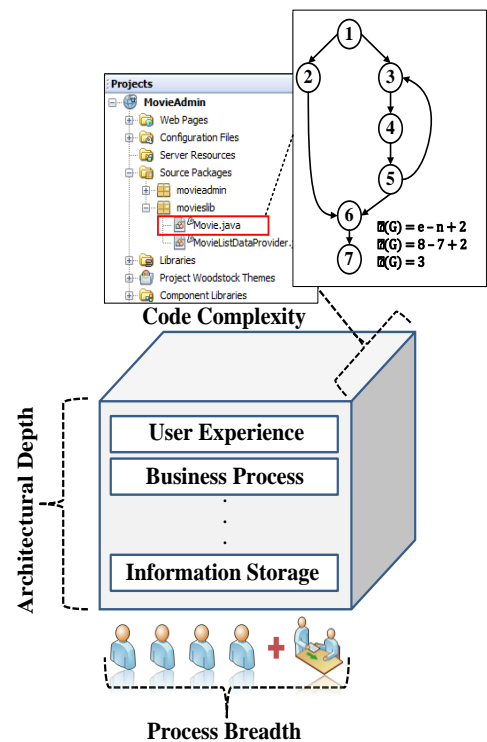 Projects
MovieAdmin
Web Pages
Configuration Files
Server Resources
Source Packages
movieadmin
movieslib
Movie.java
MovieListDataProvider.
Libraries
Project Woodstock Themes
Component Libraries
1
2
3
4
5
6
7
(G) = e – n + 2
(G) = 8 – 7 + 2
(G) = 3
Code Complexity
Architectural Depth
User Experience
Business Process
Information Storage
Process Breadth